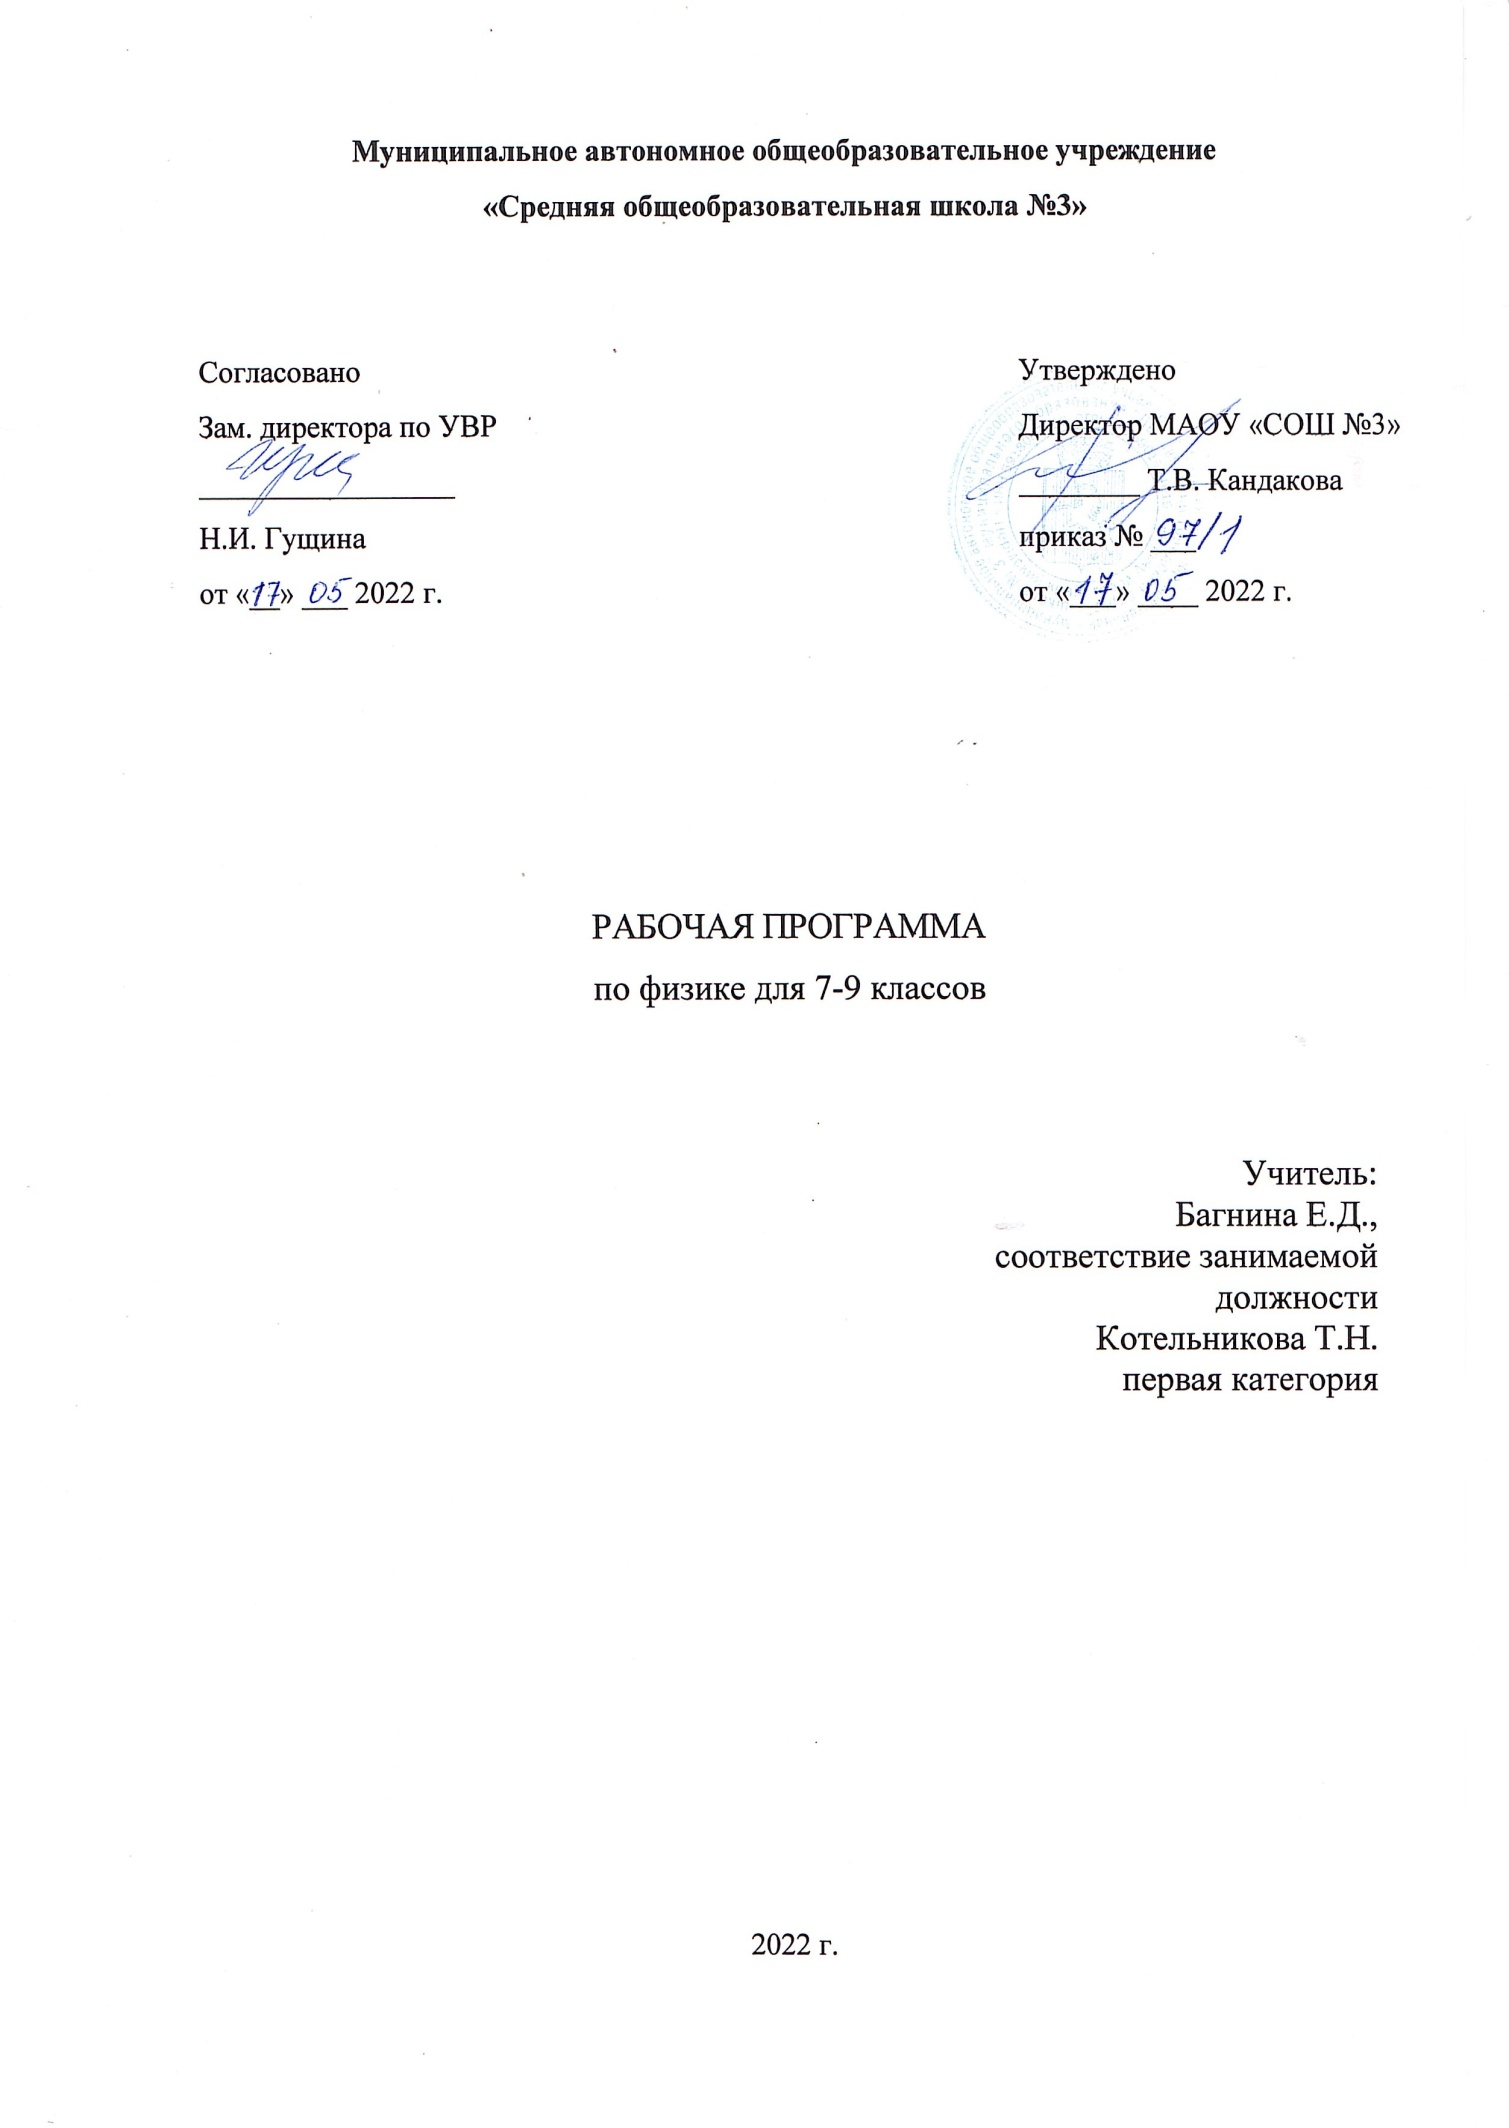 Муниципальное автономное общеобразовательное учреждение
«Средняя общеобразовательная школа №3»
Согласовано
Зам. директора по УВР
Н.И. Гущина
от «17» 05 2022 г.
Утверждено
Директор МАОУ «СОШ №3»
Т.В. Кандакова
приказ № 97/1
от «17» 05 2022 г.
РАБОЧАЯ ПРОГРАММА
по физике для 7-9 классов
Учитель:
Багнина Е.Д.,
соответствие занимаемой
должности
Котельникова Т.Н.
первая категория
2022 г.